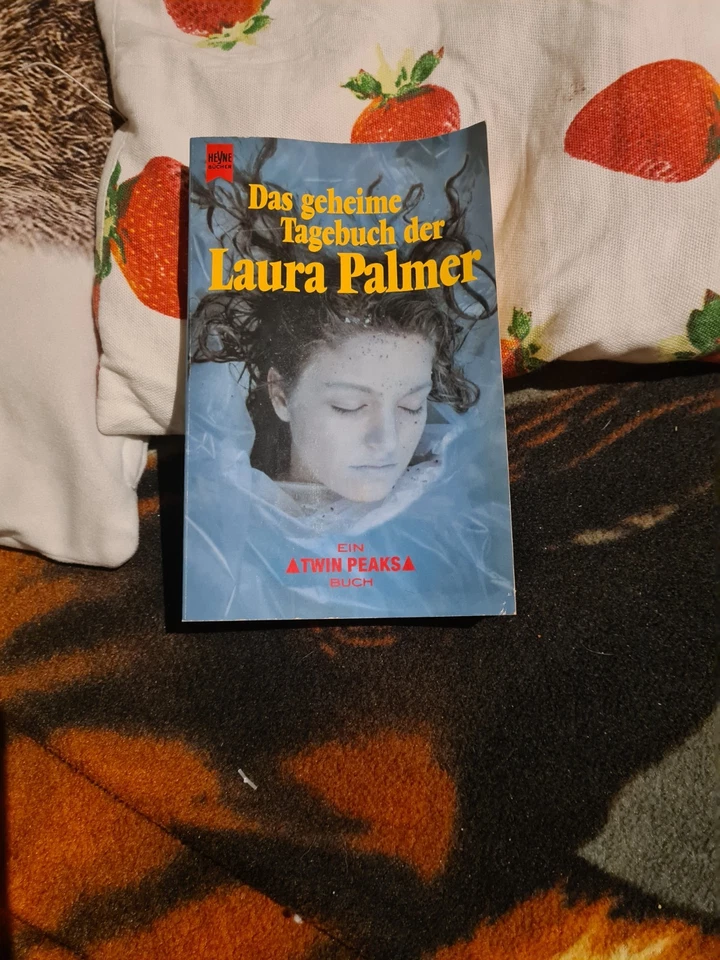 HEYNE
BÜCHER
Das geheime
Tagebuch der
Laura Palmer
EIN
▲TWIN PEAKS▲
BUCH